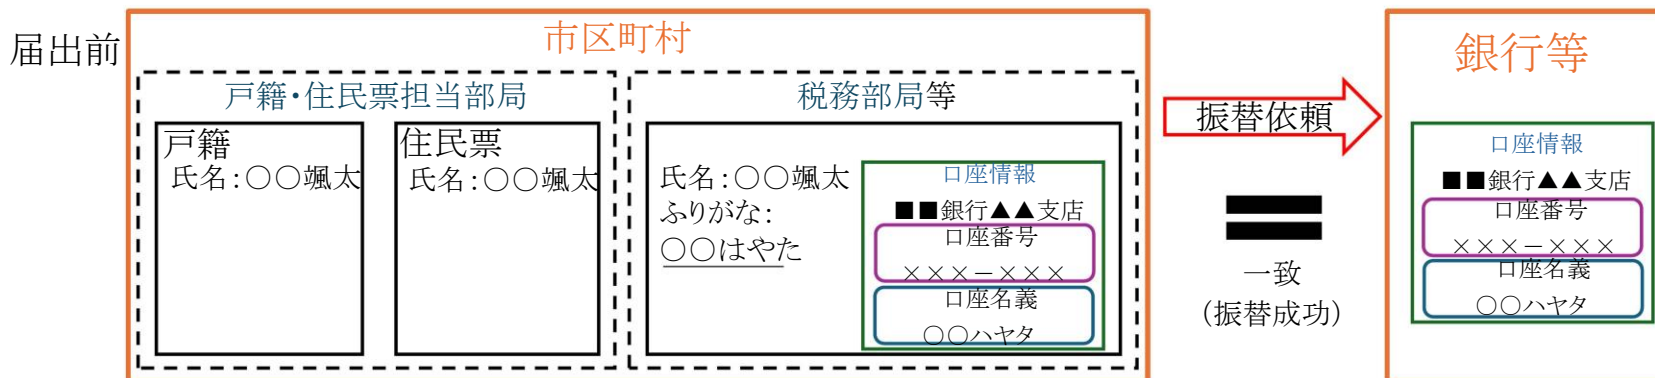 届出前
市区町村
戸籍・住民票担当部局
戸籍
氏名:〇〇颯太
住民票
氏名:〇〇颯太
税務部局等
氏名:〇〇颯太
ふりがな:
〇〇はやた
口座情報
■■銀行▲▲支店
口座番号
×××－×××
口座名義
〇〇ハヤタ
振替依頼
一致
(振替成功)
銀行等
口座情報
■■銀行▲▲支店
口座番号
×××－×××
口座名義
〇〇ハヤタ